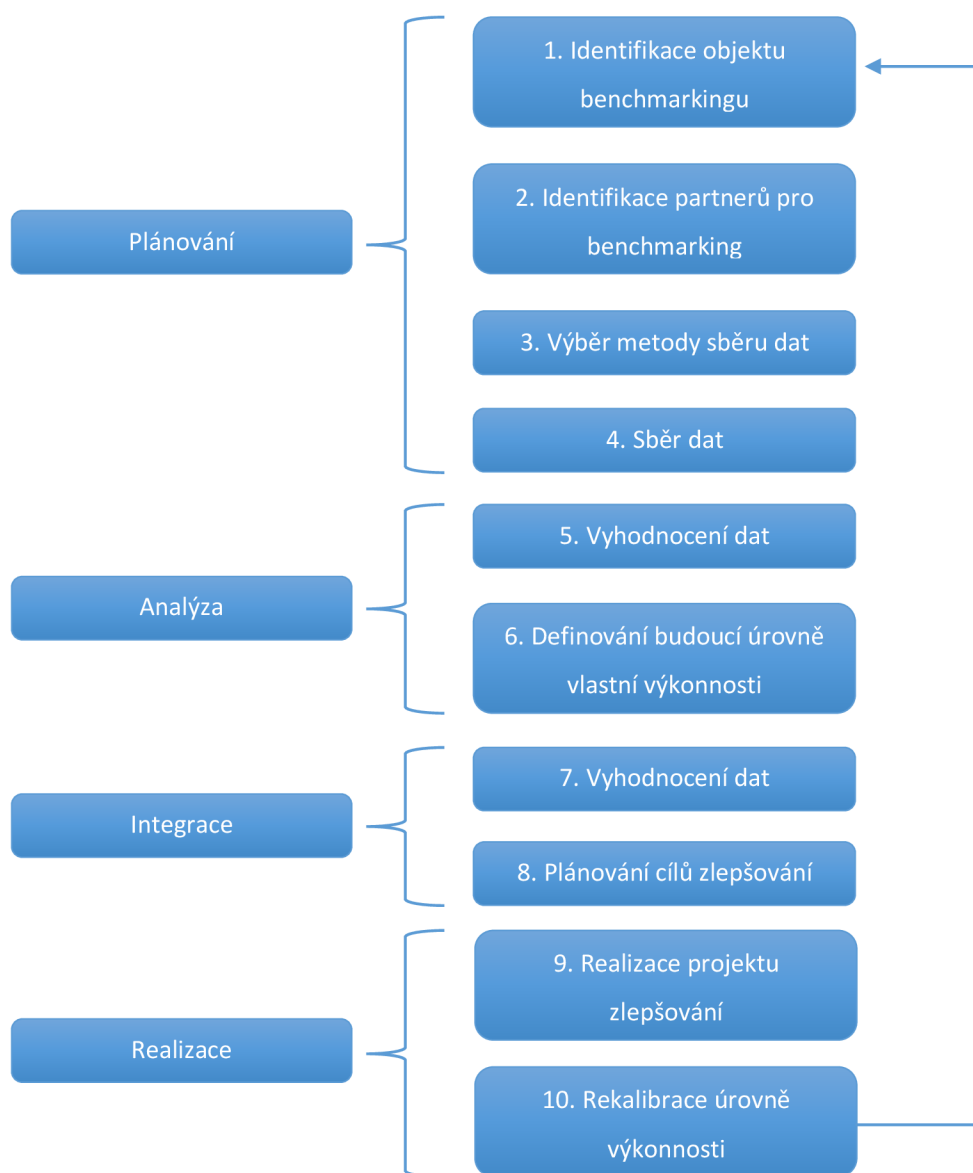 1. Identifikace objektu
benchmarkingu
2. Identifikace partnerů pro
benchmarking
Plánování
3. Výběr metody sběru dat
4. Sběr dat
5. Vyhodnocení dat
Analýza
6. Definování budoucí úrovně
vlastní výkonnosti
7. Vyhodnocení dat
Integrace
8. Plánování cílů zlepšování
9. Realizace projektu
zlepšování
Realizace
10. Rekalibrace úrovně
výkonnosti